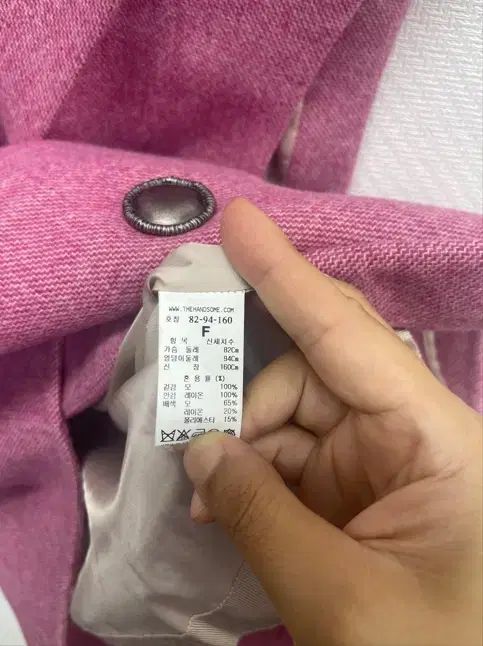 WWW.THEHANDSOME.COM
호칭 82-94-160
F
항 목 신체치수
가슴 둘레 82Cm
엉덩이둘레 94Cm
신 장 160Cm
혼 용 률 (%)
겉감 모 100%
안감 레이온 100%
배색 모 65%
레이온 20%
폴리에스터 15%